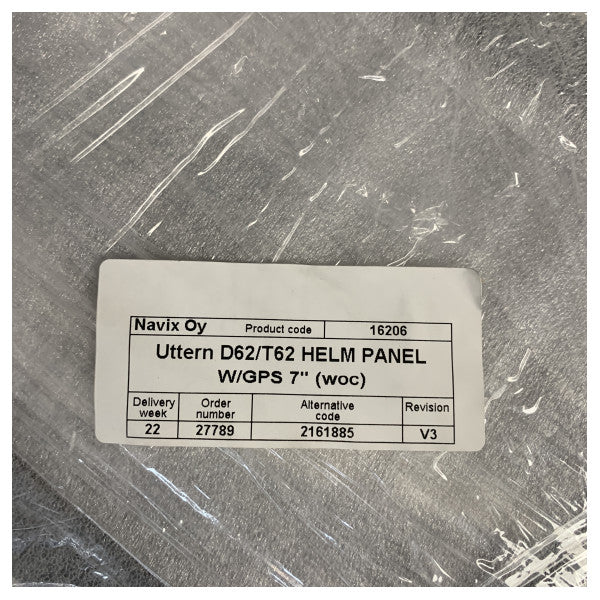 Navix Oy Product code 16206
Uttern D62/T62 HELM PANEL
W/GPS 7" (woc)
Delivery week Order number Alternative code Revision
22 27789 2161885 V3